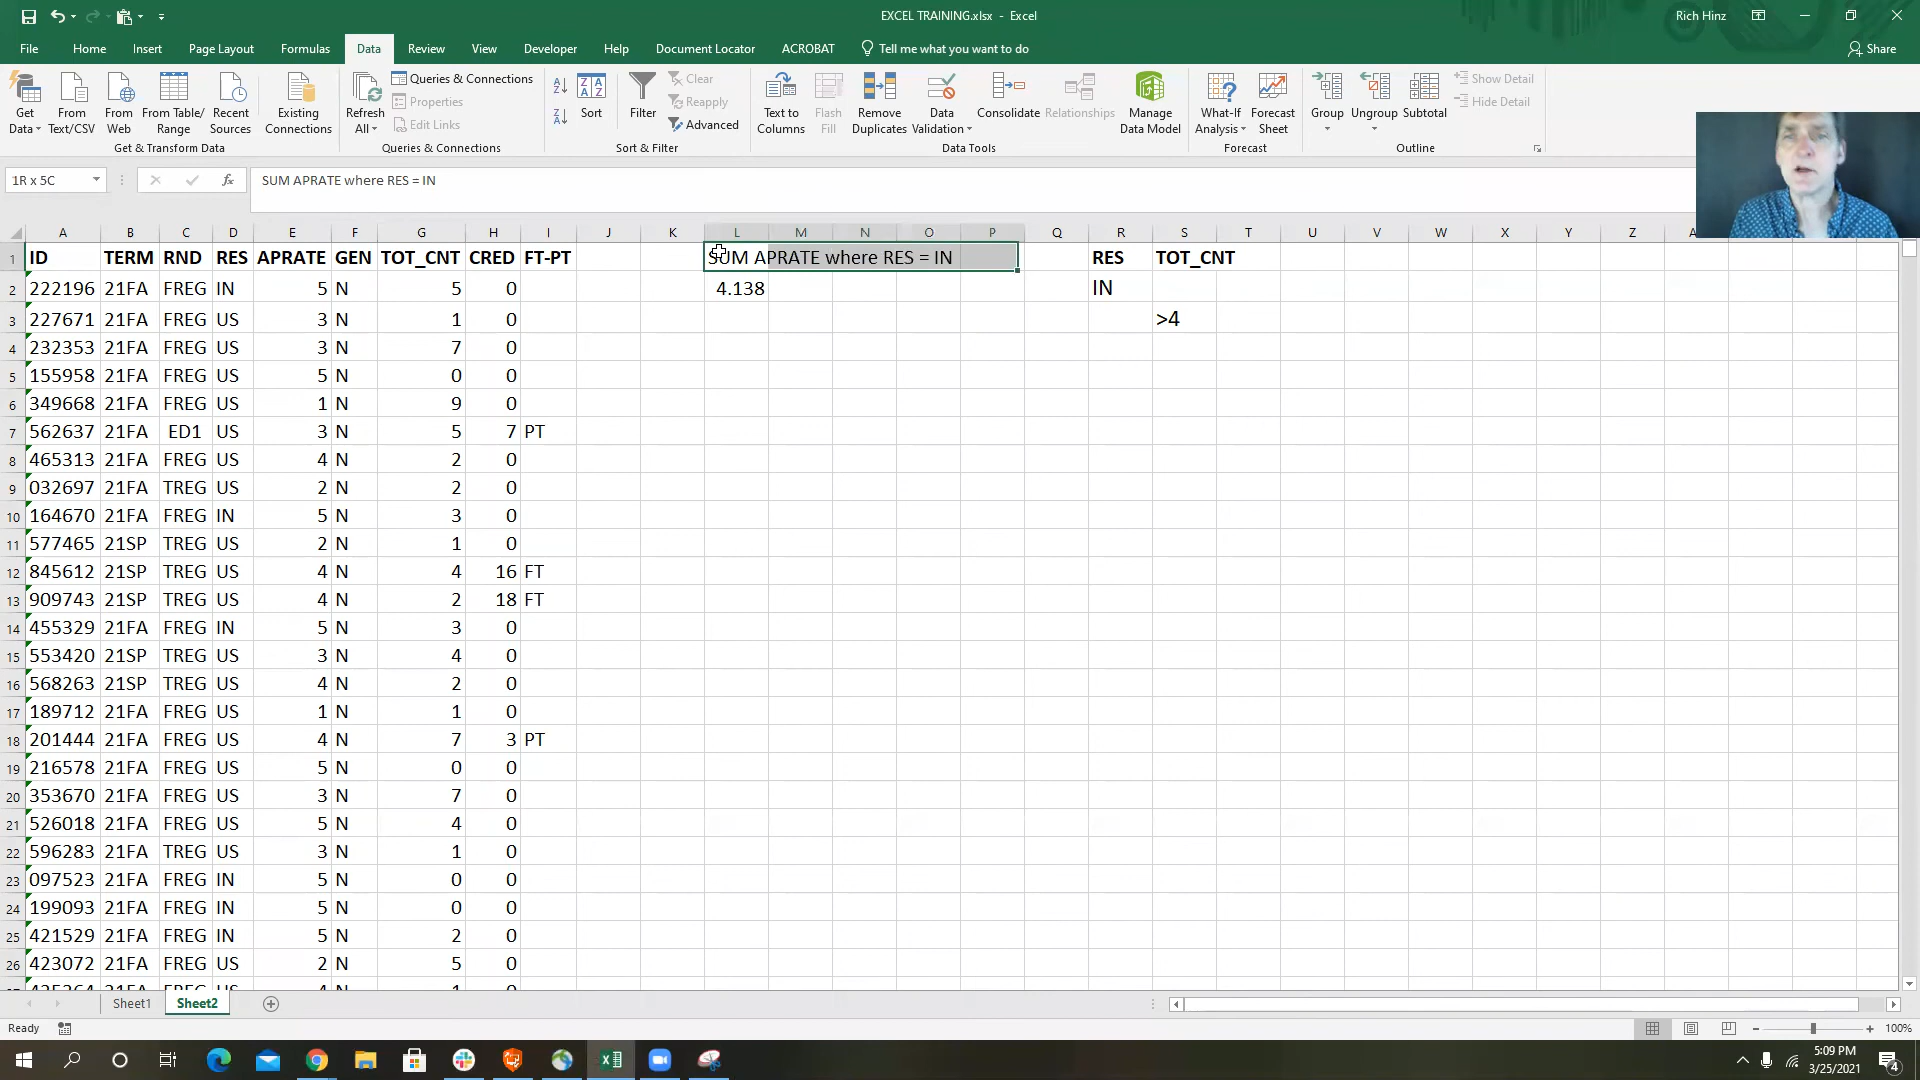 EXCEL TRAINING.xlsx - Excel
Rich Hinz
File Home Insert Page Layout Formulas Data Review View Developer Help Document Locator ACROBAT Tell me what you want to do Share
Get Data From Text/CSV From Web From Table/ Range Recent Sources Existing Connections
Get & Transform Data
Refresh All Queries & Connections Properties Edit Links
Queries & Connections
Sort Filter Clear Reapply Advanced
Sort & Filter
Text to Columns Flash Fill Remove Duplicates Data Validation Consolidate Relationships Manage Data Model
Data Tools
What-If Analysis Forecast Sheet
Forecast
Group Ungroup Subtotal Show Detail Hide Detail
Outline
1R x 5C fx SUM APRATE where RES = IN
A B C D E F G H I J K L M N O P Q R S T U V W X Y Z
1 ID TERM RND RES APRATE GEN TOT_CNT CRED FT-PT SUM APRATE where RES = IN RES TOT_CNT
2 222196 21FA FREG IN 5 N 5 0 4.138 IN
3 227671 21FA FREG US 3 N 1 0 >4
4 232353 21FA FREG US 3 N 7 0
5 155958 21FA FREG US 5 N 0 0
6 349668 21FA FREG US 1 N 9 0
7 562637 21FA ED1 US 3 N 5 7 PT
8 465313 21FA FREG US 4 N 2 0
9 032697 21FA TREG US 2 N 2 0
10 164670 21FA FREG IN 5 N 3 0
11 577465 21SP TREG US 2 N 1 0
12 845612 21SP TREG US 4 N 4 16 FT
13 909743 21SP TREG US 4 N 2 18 FT
14 455329 21FA FREG IN 5 N 3 0
15 553420 21SP TREG US 3 N 4 0
16 568263 21SP TREG US 4 N 2 0
17 189712 21FA FREG US 1 N 1 0
18 201444 21FA FREG US 4 N 7 3 PT
19 216578 21FA FREG US 5 N 0 0
20 353670 21FA FREG US 3 N 7 0
21 526018 21FA FREG US 5 N 4 0
22 596283 21FA TREG US 3 N 1 0
23 097523 21FA FREG IN 5 N 0 0
24 199093 21FA FREG IN 5 N 0 0
25 421529 21FA FREG IN 5 N 2 0
26 423072 21FA FREG US 2 N 5 0
Sheet1 Sheet2
Ready 100%
5:09 PM
3/25/2021
4